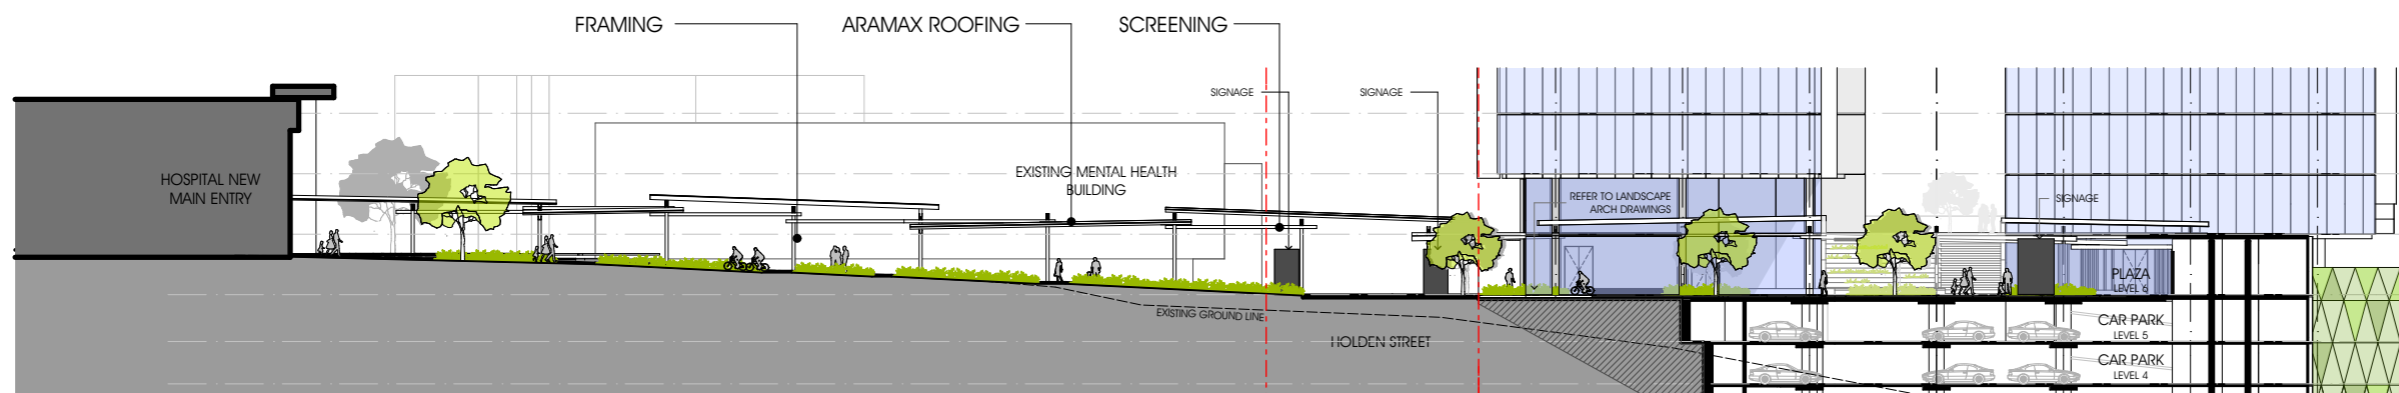 FRAMING
ARAMAX ROOFING
SCREENING
SIGNAGE
SIGNAGE
HOSPITAL NEW
MAIN ENTRY
EXISTING MENTAL HEALTH
BUILDING
REFER TO LANDSCAPE
ARCH DRAWINGS
SIGNAGE
PLAZA
LEVEL 6
EXISTING GROUND LINE
HOLDEN STREET
CAR PARK
LEVEL 5
CAR PARK
LEVEL 4